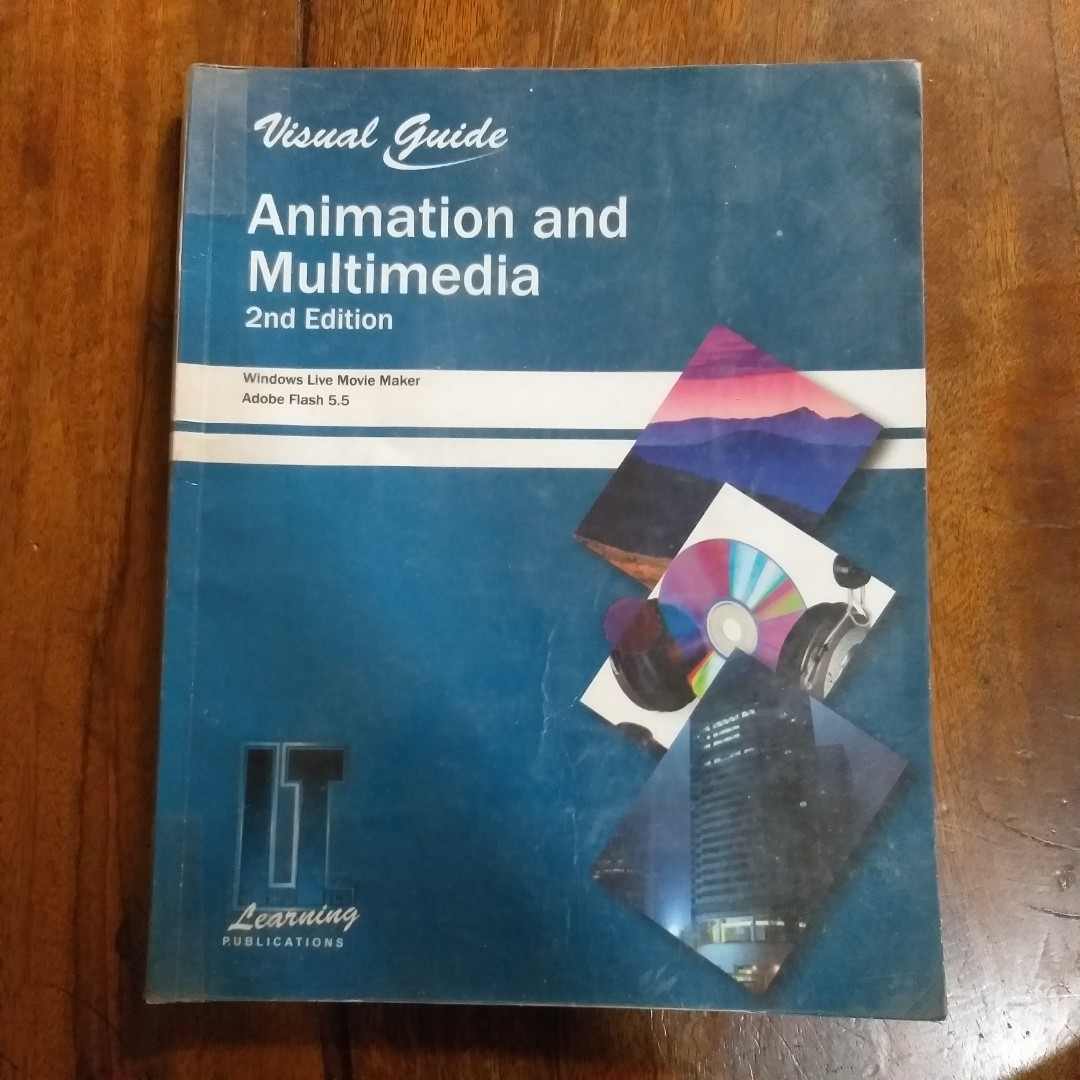 Visual Guide
Animation and
Multimedia
2nd Edition
Windows Live Movie Maker
Adobe Flash 5.5
IT
Learning
PUBLICATIONS